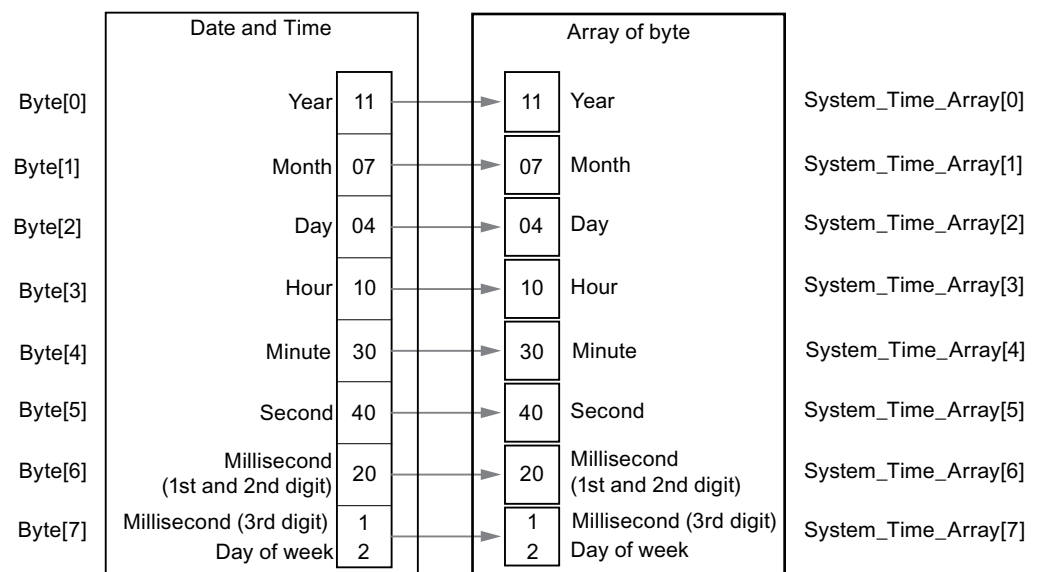 Date and Time
Array of byte
Byte[0] Year 11 11 Year System_Time_Array[0]
Byte[1] Month 07 07 Month System_Time_Array[1]
Byte[2] Day 04 04 Day System_Time_Array[2]
Byte[3] Hour 10 10 Hour System_Time_Array[3]
Byte[4] Minute 30 30 Minute System_Time_Array[4]
Byte[5] Second 40 40 Second System_Time_Array[5]
Byte[6] Millisecond
(1st and 2nd digit) 20 20 Millisecond
(1st and 2nd digit) System_Time_Array[6]
Byte[7] Millisecond (3rd digit) 1 1 Millisecond (3rd digit) System_Time_Array[7]
Day of week 2 2 Day of week